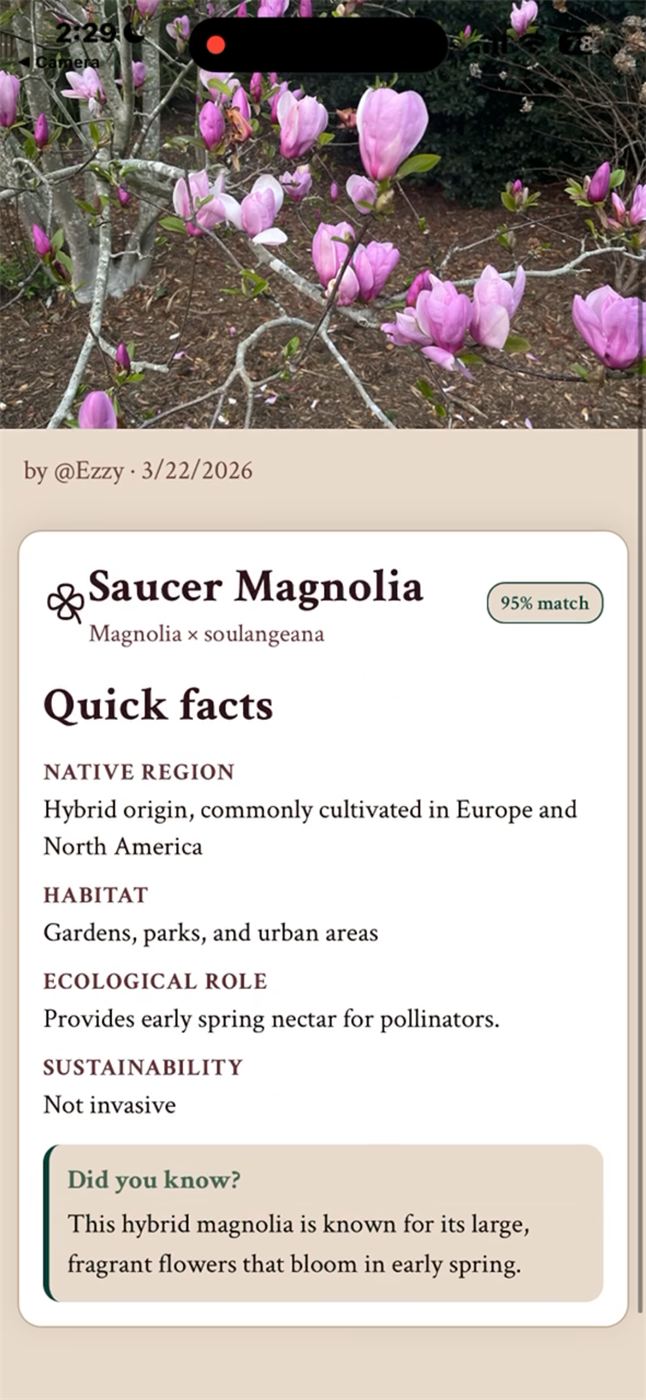 2:29
◀ Camera
78
by @Ezzy · 3/22/2026
Saucer Magnolia
95% match
Magnolia × soulangeana
Quick facts
NATIVE REGION
Hybrid origin, commonly cultivated in Europe and
North America
HABITAT
Gardens, parks, and urban areas
ECOLOGICAL ROLE
Provides early spring nectar for pollinators.
SUSTAINABILITY
Not invasive
Did you know?
This hybrid magnolia is known for its large,
fragrant flowers that bloom in early spring.